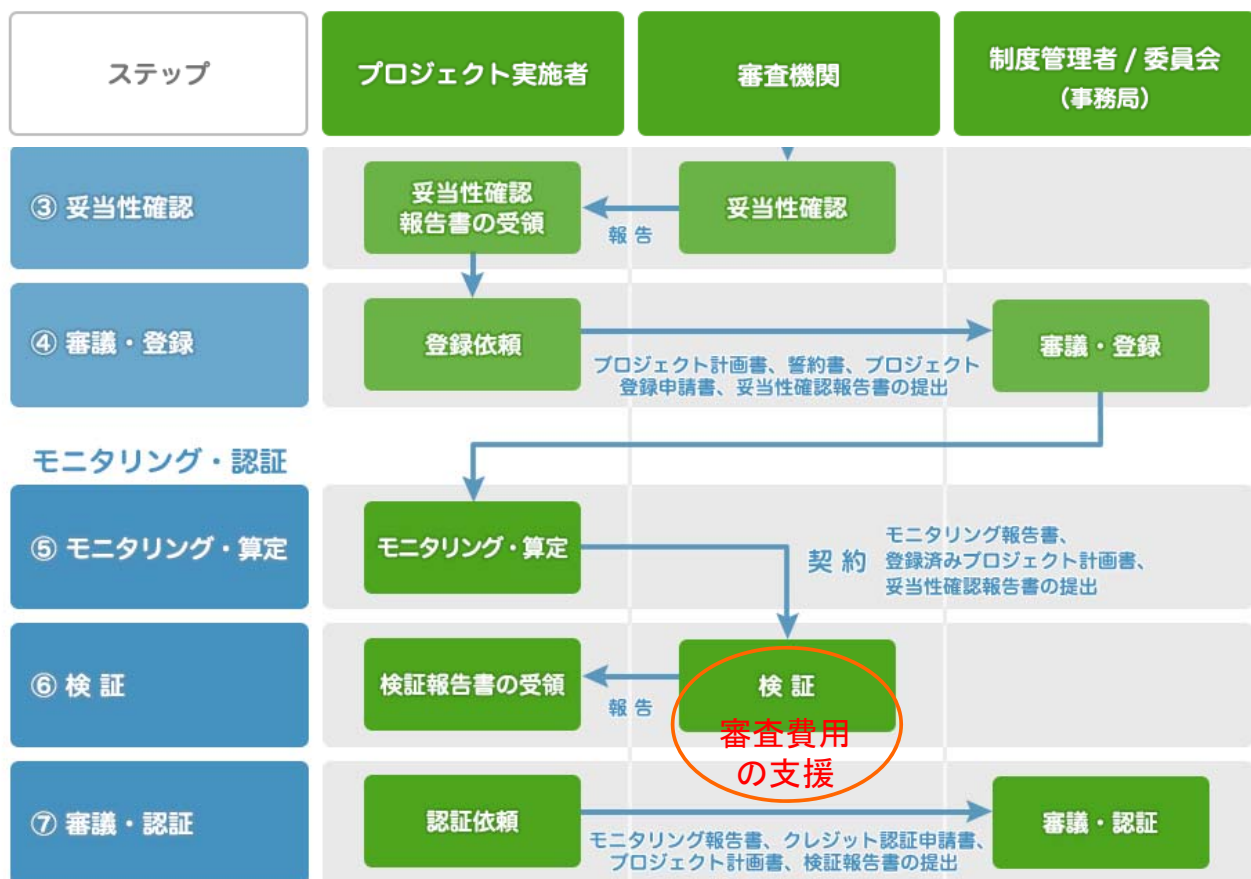 ステップ
プロジェクト実施者
審査機関
制度管理者 / 委員会
（事務局）
③ 妥当性確認
妥当性確認
報告書の受領
報 告
妥当性確認
④ 審議・登録
登録依頼
プロジェクト計画書、誓約書、プロジェクト
登録申請書、妥当性確認報告書の提出
審議・登録
モニタリング・認証
⑤ モニタリング・算定
モニタリング・算定
契 約
モニタリング報告書、
登録済みプロジェクト計画書、
妥当性確認報告書の提出
⑥ 検 証
検証報告書の受領
報 告
検 証
審査費用
の支援
⑦ 審議・認証
認証依頼
モニタリング報告書、クレジット認証申請書、
プロジェクト計画書、検証報告書の提出
審議・認証